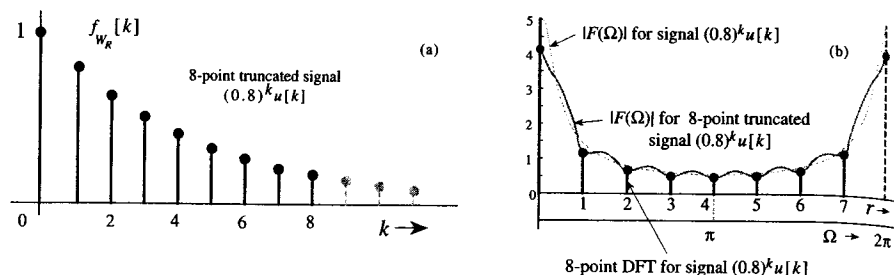 1
f_{W_R}[k]
(a)
8-point truncated signal
(0.8)^k u[k]
0
2
4
6
8
k →
5
4
3
2
1
0
|F(Ω)| for signal (0.8)^k u[k]
(b)
|F(Ω)| for 8-point truncated
signal (0.8)^k u[k]
1 2 3 4 5 6 7 r →
π Ω → 2π
8-point DFT for signal (0.8)^k u[k]